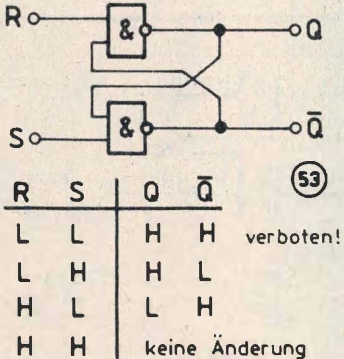 R & Q
S & Q̄
53
R S Q Q̄
L L H H verboten!
L H H L
H L L H
H H keine Änderung